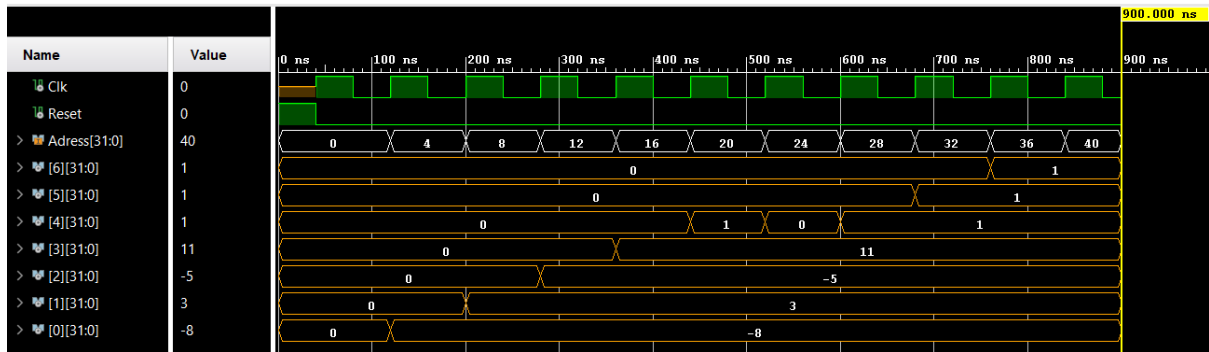 900.000 ns
Name Value
0 ns 100 ns 200 ns 300 ns 400 ns 500 ns 600 ns 700 ns 800 ns 900 ns
Clk 0
Reset 0
> Adress[31:0] 40 0 4 8 12 16 20 24 28 32 36 40
> [6][31:0] 1 0 1
> [5][31:0] 1 0 1
> [4][31:0] 1 0 1 0 1
> [3][31:0] 11 0 11
> [2][31:0] -5 0 -5
> [1][31:0] 3 0 3
> [0][31:0] -8 0 -8